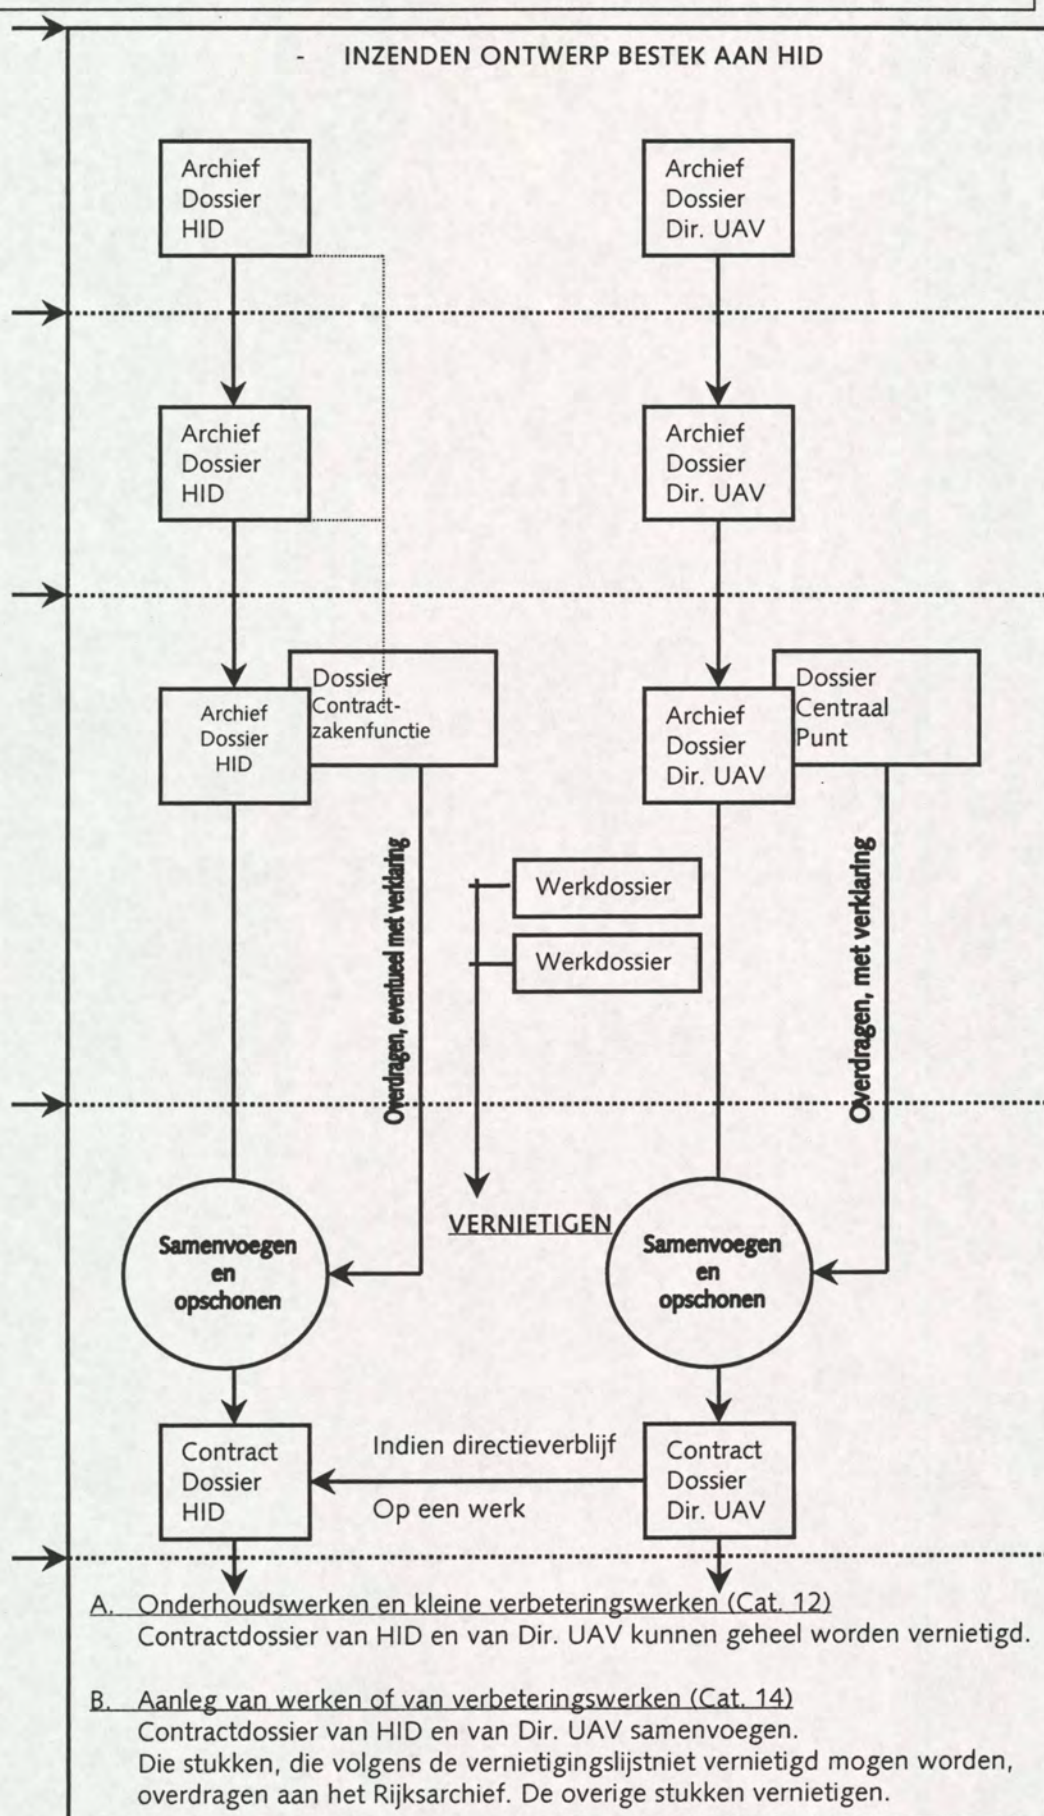 - INZENDEN ONTWERP BESTEK AAN HID
Archief
Dossier
HID
Archief
Dossier
Dir. UAV
Archief
Dossier
HID
Archief
Dossier
Dir. UAV
Archief
Dossier
HID
Dossier
Contract-
zakenfunctie
Archief
Dossier
Dir. UAV
Dossier
Centraal
Punt
Overdragen, eventueel met verklaring
Werkdossier
Werkdossier
Overdragen, met verklaring
VERNIETIGEN
Samenvoegen
en
opschonen
Samenvoegen
en
opschonen
Contract
Dossier
HID
Indien directieverblijf
Op een werk
Contract
Dossier
Dir. UAV
A. Onderhoudswerken en kleine verbeteringswerken (Cat. 12)
Contractdossier van HID en van Dir. UAV kunnen geheel worden vernietigd.
B. Aanleg van werken of van verbeteringswerken (Cat. 14)
Contractdossier van HID en van Dir. UAV samenvoegen.
Die stukken, die volgens de vernietigingslijstniet vernietigd mogen worden,
overdragen aan het Rijksarchief. De overige stukken vernietigen.